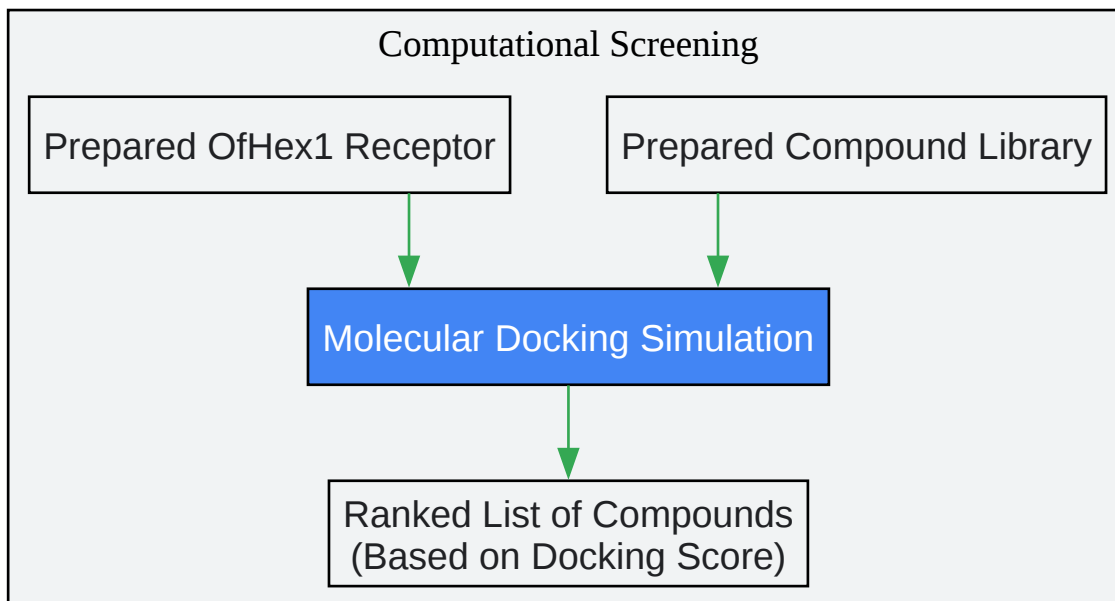 Computational Screening
Prepared OfHex1 Receptor
Prepared Compound Library
Molecular Docking Simulation
Ranked List of Compounds
(Based on Docking Score)